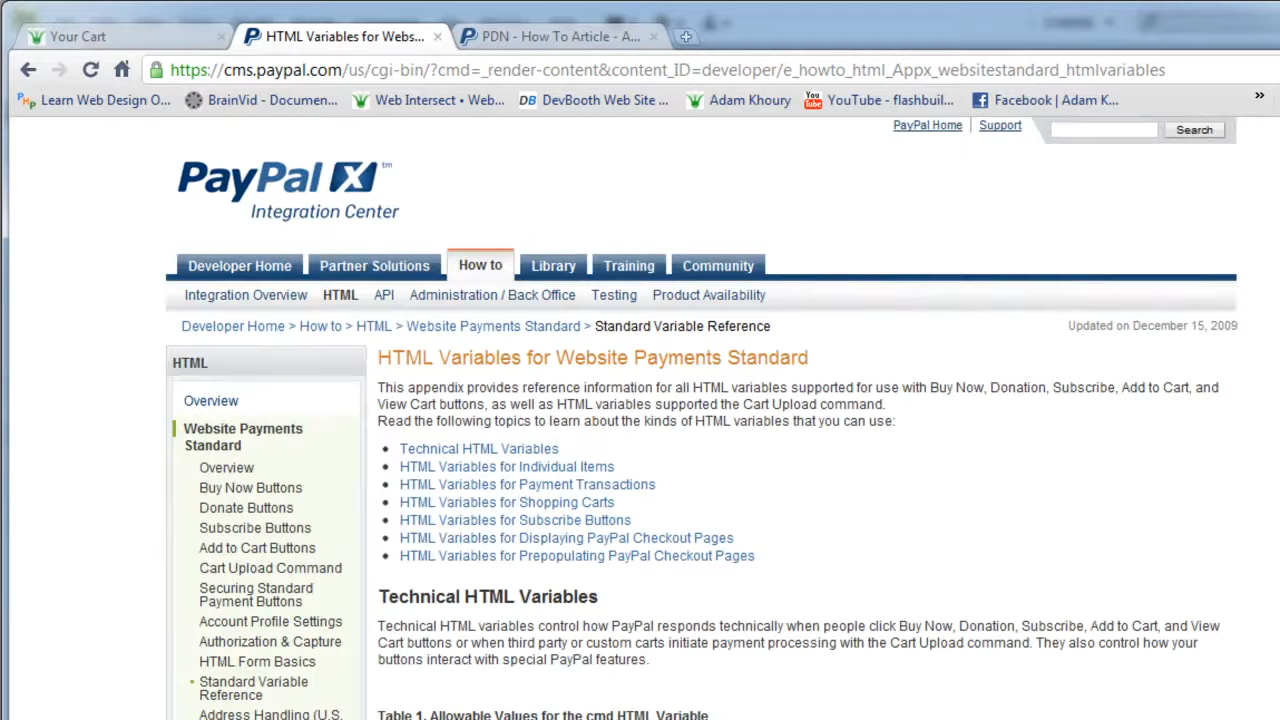 Your Cart
HTML Variables for Webs...
PDN - How To Article - A...
https://cms.paypal.com/us/cgi-bin/?cmd=_render-content&content_ID=developer/e_howto_html_Appx_websitestandard_htmlvariables
Learn Web Design O...
BrainVid - Documen...
Web Intersect • Web...
DB DevBooth Web Site ...
Adam Khoury
You Tube YouTube - flashbuil...
Facebook | Adam K...
»
PayPal Home
Support
Search
PayPal X™
Integration Center
Developer Home
Partner Solutions
How to
Library
Training
Community
Integration Overview
HTML
API
Administration / Back Office
Testing
Product Availability
Developer Home > How to > HTML > Website Payments Standard > Standard Variable Reference
Updated on December 15, 2009
HTML
Overview
Website Payments
Standard
Overview
Buy Now Buttons
Donate Buttons
Subscribe Buttons
Add to Cart Buttons
Cart Upload Command
Securing Standard
Payment Buttons
Account Profile Settings
Authorization & Capture
HTML Form Basics
Standard Variable
Reference
Address Handling (U.S.
HTML Variables for Website Payments Standard
This appendix provides reference information for all HTML variables supported for use with Buy Now, Donation, Subscribe, Add to Cart, and
View Cart buttons, as well as HTML variables supported the Cart Upload command.
Read the following topics to learn about the kinds of HTML variables that you can use:
Technical HTML Variables
HTML Variables for Individual Items
HTML Variables for Payment Transactions
HTML Variables for Shopping Carts
HTML Variables for Subscribe Buttons
HTML Variables for Displaying PayPal Checkout Pages
HTML Variables for Prepopulating PayPal Checkout Pages
Technical HTML Variables
Technical HTML variables control how PayPal responds technically when people click Buy Now, Donation, Subscribe, Add to Cart, and View
Cart buttons or when third party or custom carts initiate payment processing with the Cart Upload command. They also control how your
buttons interact with special PayPal features.
Table 1. Allowable Values for the cmd HTML Variable